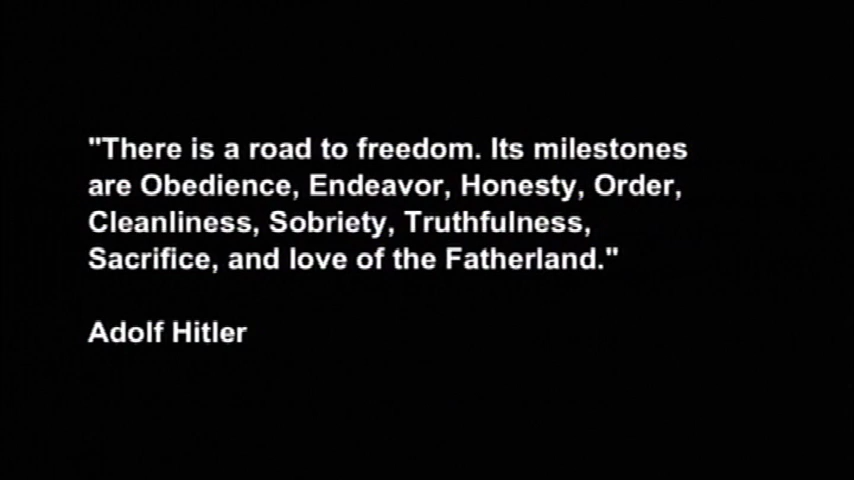 "There is a road to freedom. Its milestones
are Obedience, Endeavor, Honesty, Order,
Cleanliness, Sobriety, Truthfulness,
Sacrifice, and love of the Fatherland."
Adolf Hitler